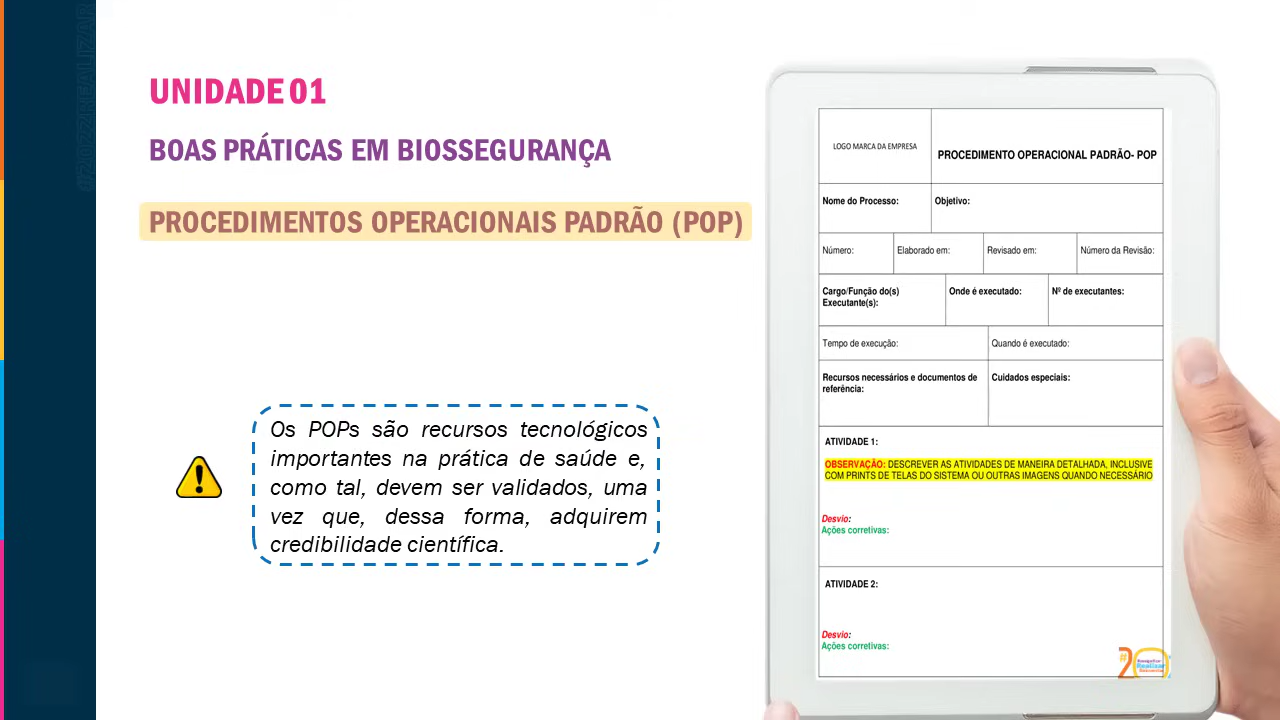 #2022REALIZAR
UNIDADE 01
BOAS PRÁTICAS EM BIOSSEGURANÇA
PROCEDIMENTOS OPERACIONAIS PADRÃO (POP)
Os POPs são recursos tecnológicos
importantes na prática de saúde e,
como tal, devem ser validados, uma
vez que, dessa forma, adquirem
credibilidade científica.
LOGO MARCA DA EMPRESA
PROCEDIMENTO OPERACIONAL PADRÃO- POP
Nome do Processo:
Objetivo:
Número:
Elaborado em:
Revisado em:
Número da Revisão:
Cargo/Função do(s)
Executante(s):
Onde é executado:
Nº de executantes:
Tempo de execução:
Quando é executado:
Recursos necessários e documentos de
referência:
Cuidados especiais:
ATIVIDADE 1:
OBSERVAÇÃO: DESCREVER AS ATIVIDADES DE MANEIRA DETALHADA, INCLUSIVE
COM PRINTS DE TELAS DO SISTEMA OU OUTRAS IMAGENS QUANDO NECESSÁRIO
Desvio:
Ações corretivas:
ATIVIDADE 2:
Desvio:
Ações corretivas:
#20
Realizar